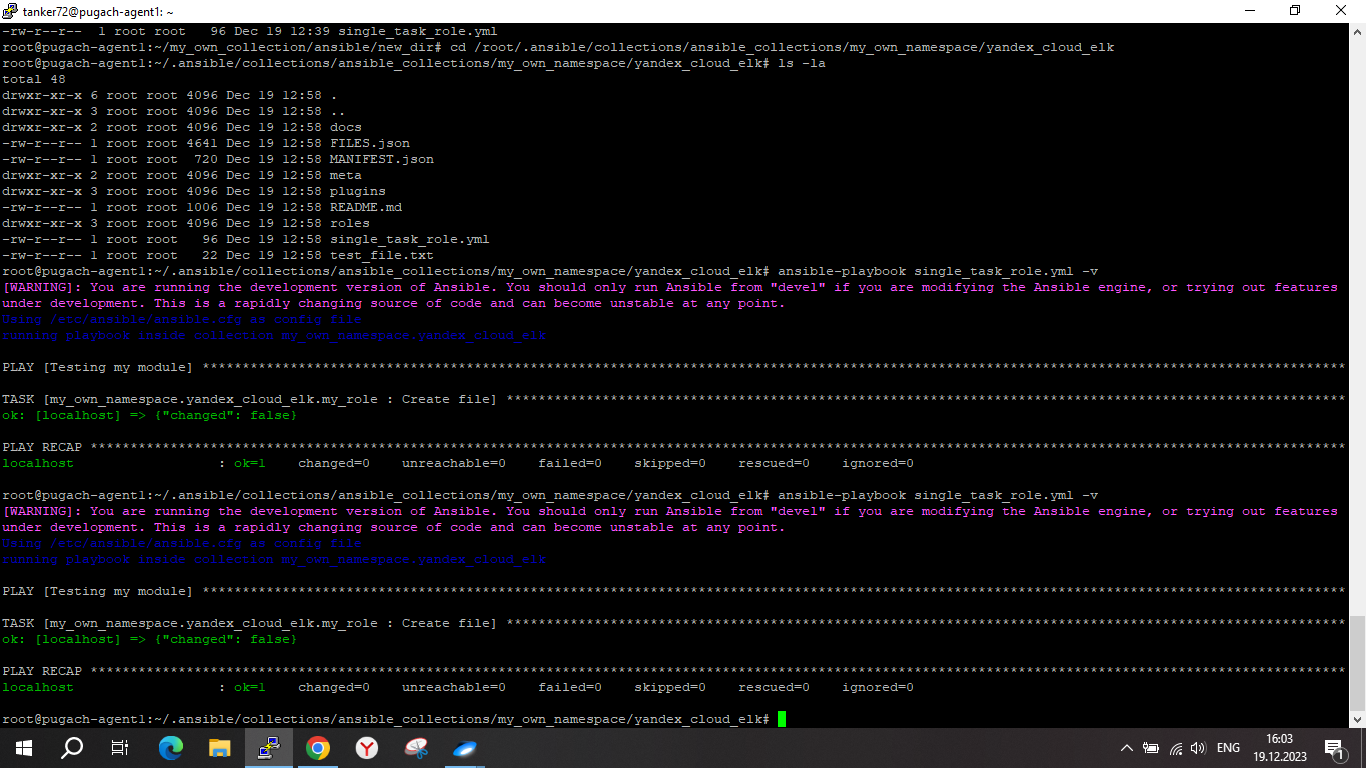 tanker72@pugach-agent1: ~
-rw-r--r--  1 root root   96 Dec 19 12:39 single_task_role.yml
root@pugach-agent1:~/my_own_collection/ansible/new_dir# cd /root/.ansible/collections/ansible_collections/my_own_namespace/yandex_cloud_elk
root@pugach-agent1:~/.ansible/collections/ansible_collections/my_own_namespace/yandex_cloud_elk# ls -la
total 48
drwxr-xr-x 6 root root 4096 Dec 19 12:58 .
drwxr-xr-x 3 root root 4096 Dec 19 12:58 ..
drwxr-xr-x 2 root root 4096 Dec 19 12:58 docs
-rw-r--r-- 1 root root 4641 Dec 19 12:58 FILES.json
-rw-r--r-- 1 root root  720 Dec 19 12:58 MANIFEST.json
drwxr-xr-x 2 root root 4096 Dec 19 12:58 meta
drwxr-xr-x 3 root root 4096 Dec 19 12:58 plugins
-rw-r--r-- 1 root root 1006 Dec 19 12:58 README.md
drwxr-xr-x 3 root root 4096 Dec 19 12:58 roles
-rw-r--r-- 1 root root   96 Dec 19 12:58 single_task_role.yml
-rw-r--r-- 1 root root   22 Dec 19 12:58 test_file.txt
root@pugach-agent1:~/.ansible/collections/ansible_collections/my_own_namespace/yandex_cloud_elk# ansible-playbook single_task_role.yml -v
[WARNING]: You are running the development version of Ansible. You should only run Ansible from "devel" if you are modifying the Ansible engine, or trying out features
under development. This is a rapidly changing source of code and can become unstable at any point.
Using /etc/ansible/ansible.cfg as config file
running playbook inside collection my_own_namespace.yandex_cloud_elk
PLAY [Testing my module] ***********************************************************************************************************************************************
TASK [my_own_namespace.yandex_cloud_elk.my_role : Create file] *********************************************************************************************************
ok: [localhost] => {"changed": false}
PLAY RECAP *************************************************************************************************************************************************************
localhost                  : ok=1    changed=0    unreachable=0    failed=0    skipped=0    rescued=0    ignored=0
root@pugach-agent1:~/.ansible/collections/ansible_collections/my_own_namespace/yandex_cloud_elk# ansible-playbook single_task_role.yml -v
[WARNING]: You are running the development version of Ansible. You should only run Ansible from "devel" if you are modifying the Ansible engine, or trying out features
under development. This is a rapidly changing source of code and can become unstable at any point.
Using /etc/ansible/ansible.cfg as config file
running playbook inside collection my_own_namespace.yandex_cloud_elk
PLAY [Testing my module] ***********************************************************************************************************************************************
TASK [my_own_namespace.yandex_cloud_elk.my_role : Create file] *********************************************************************************************************
ok: [localhost] => {"changed": false}
PLAY RECAP *************************************************************************************************************************************************************
localhost                  : ok=1    changed=0    unreachable=0    failed=0    skipped=0    rescued=0    ignored=0
root@pugach-agent1:~/.ansible/collections/ansible_collections/my_own_namespace/yandex_cloud_elk#
ENG
16:03
19.12.2023
1